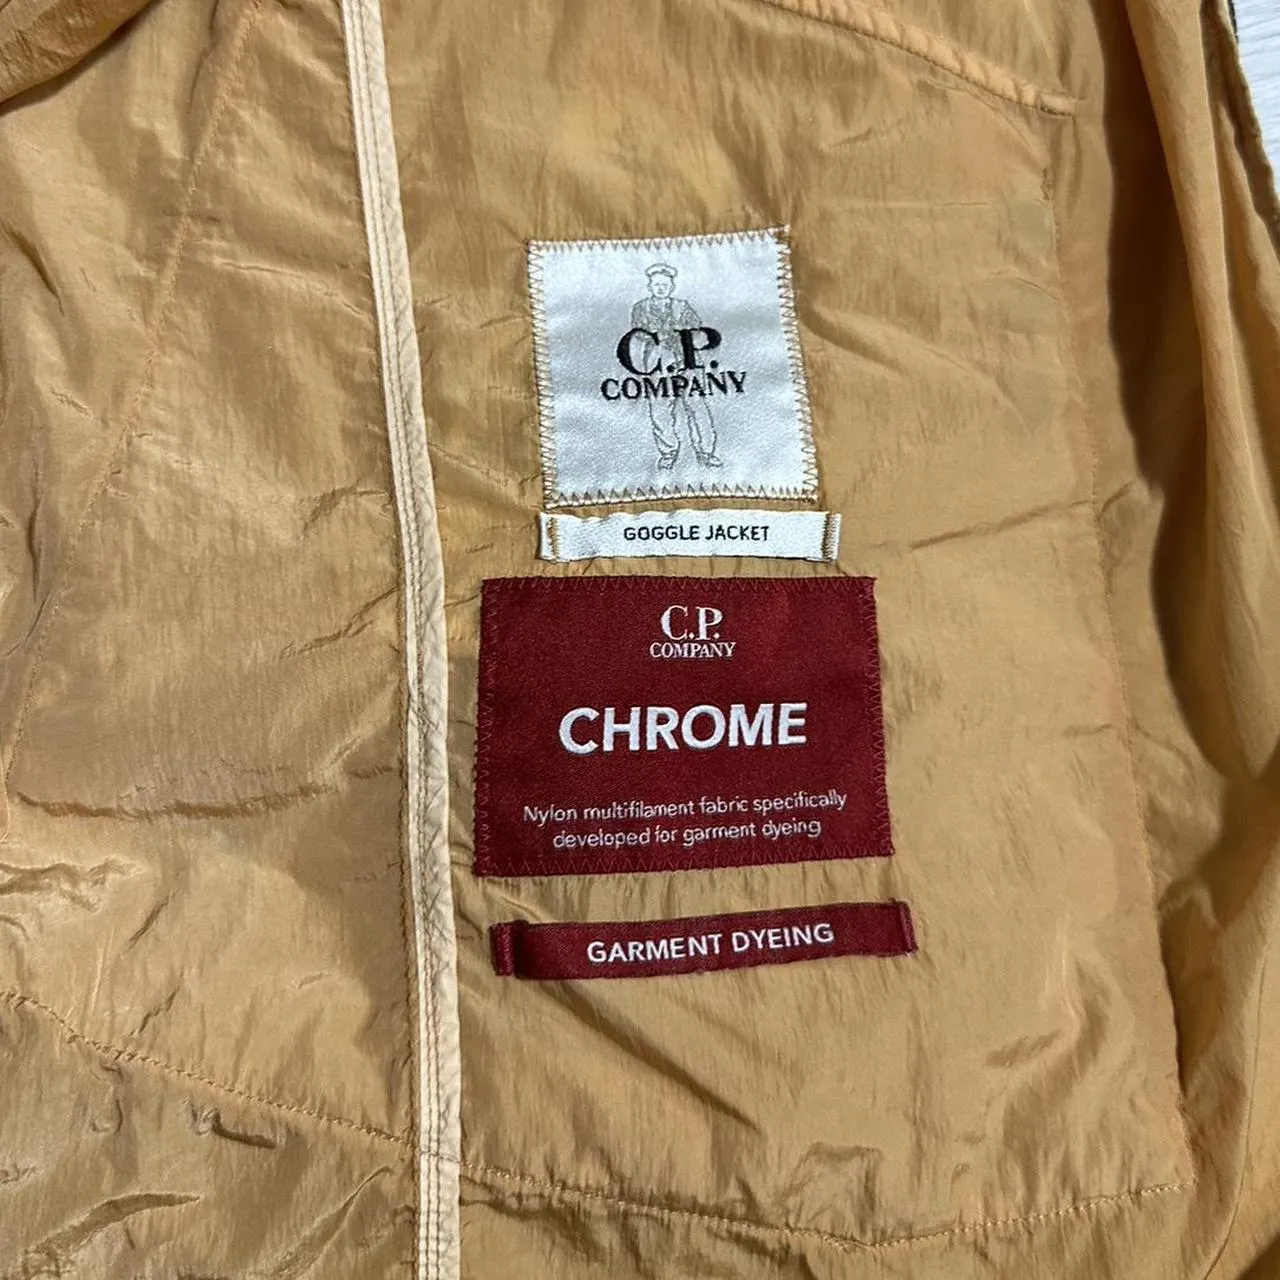 C.P.
COMPANY
GOGGLE JACKET
C.P.
COMPANY
CHROME
Nylon multifilament fabric specifically
developed for garment dyeing
GARMENT DYEING